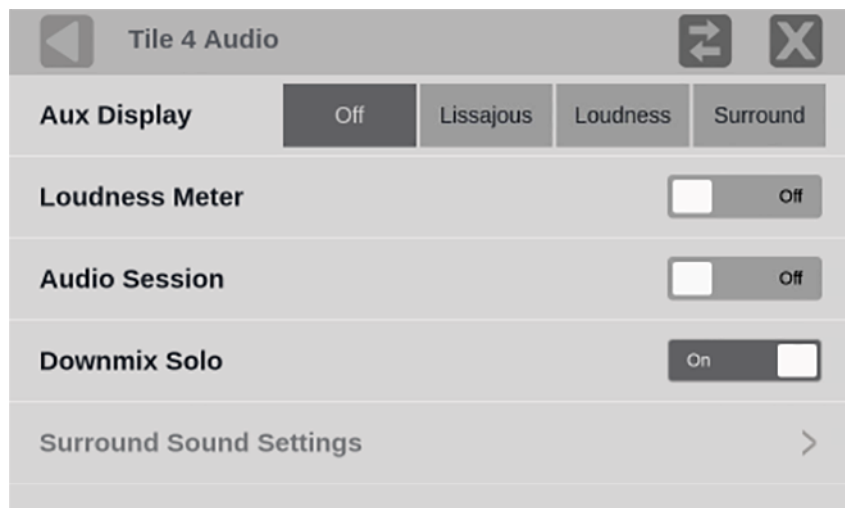 Tile 4 Audio
Aux Display Off Lissajous Loudness Surround
Loudness Meter Off
Audio Session Off
Downmix Solo On
Surround Sound Settings